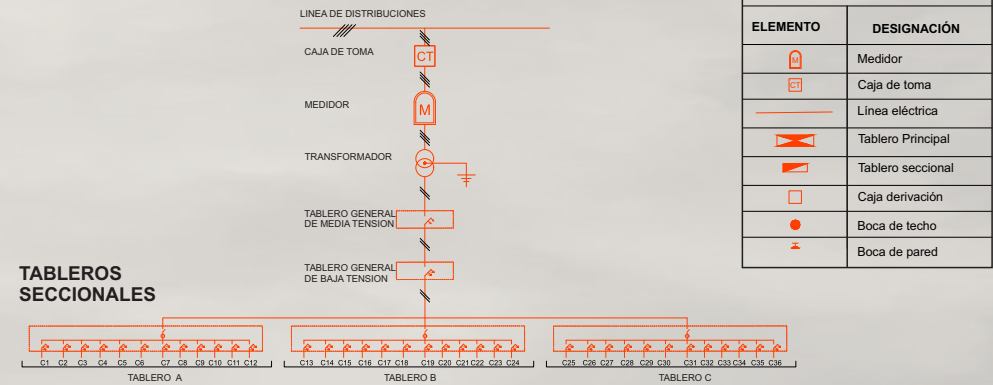 LINEA DE DISTRIBUCIONES
CAJA DE TOMA
CT
MEDIDOR
M
TRANSFORMADOR
TABLERO GENERAL
DE MEDIA TENSION
TABLERO GENERAL
DE BAJA TENSION
TABLEROS
SECCIONALES
C1 C2 C3 C4 C5 C6 C7 C8 C9 C10 C11 C12
TABLERO A
C13 C14 C15 C16 C17 C18 C19 C20 C21 C22 C23 C24
TABLERO B
C25 C26 C27 C28 C29 C30 C31 C32 C33 C34 C35 C36
TABLERO C
ELEMENTO DESIGNACIÓN
M Medidor
CT Caja de toma
Línea eléctrica
Tablero Principal
Tablero seccional
Caja derivación
Boca de techo
Boca de pared